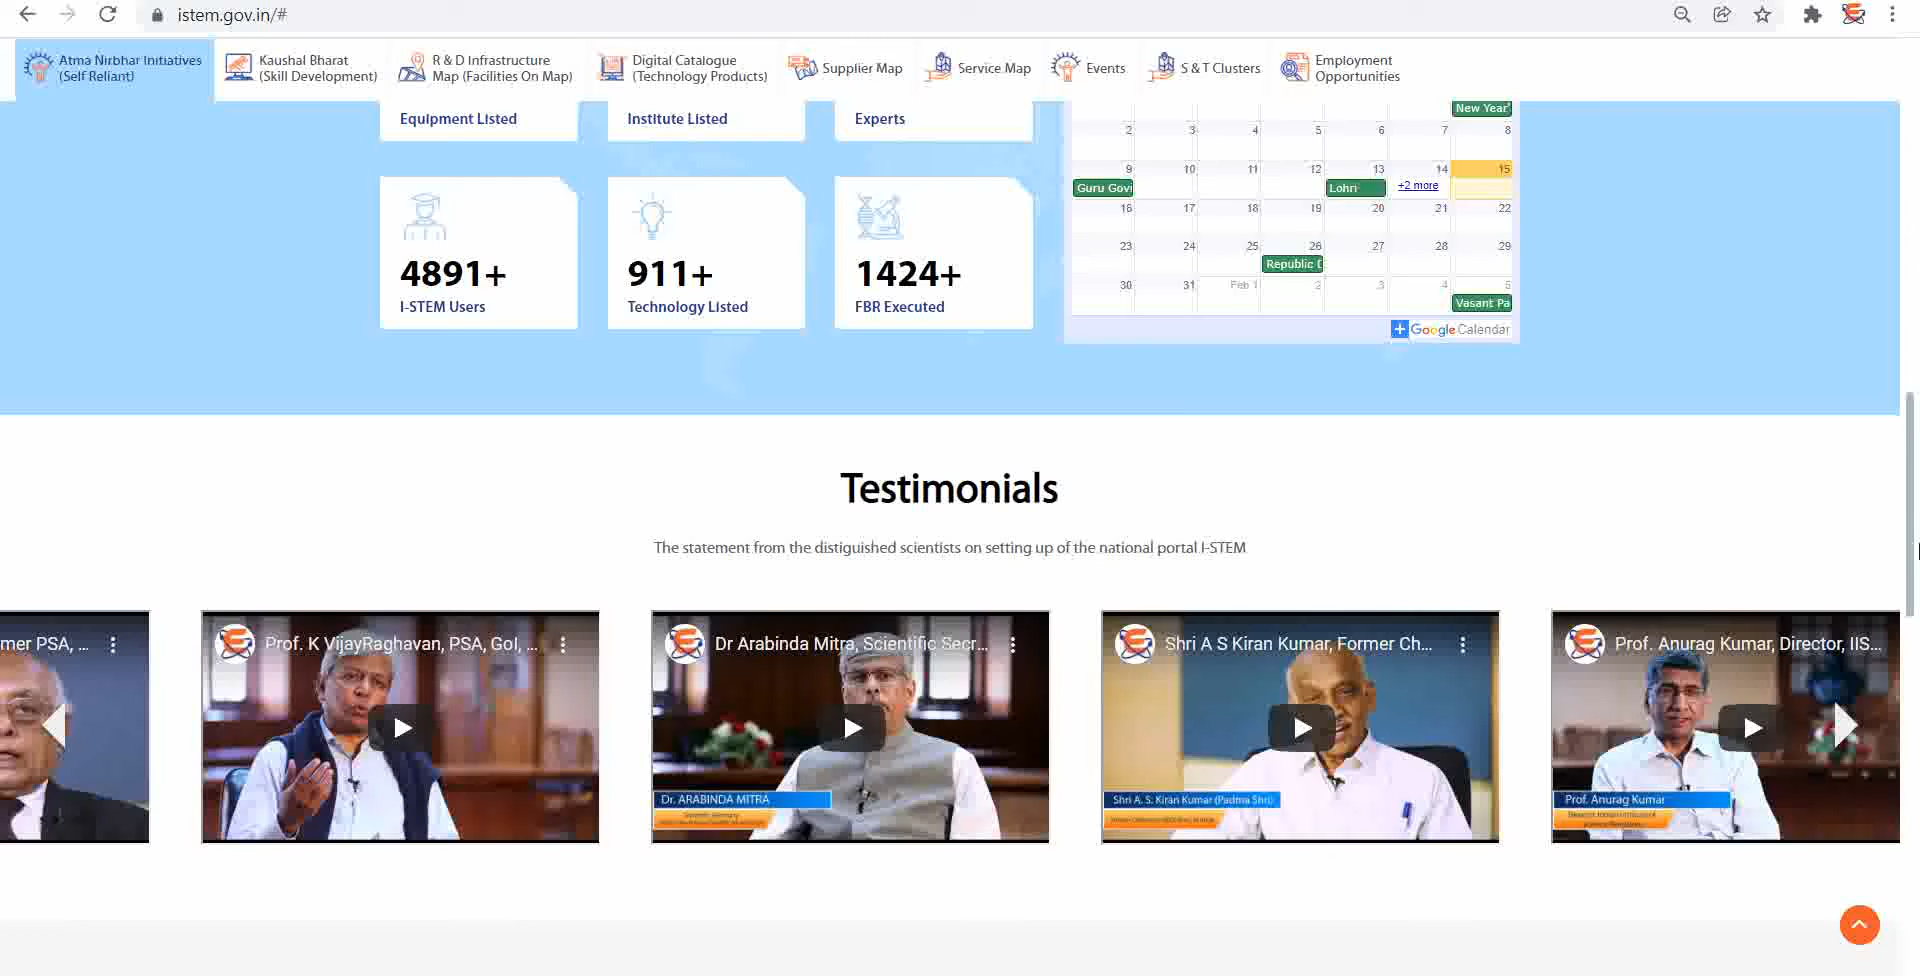 istem.gov.in/#
Atma Nirbhar Initiatives
(Self Reliant)
Kaushal Bharat
(Skill Development)
R & D Infrastructure
Map (Facilities On Map)
Digital Catalogue
(Technology Products)
Supplier Map
Service Map
Events
S & T Clusters
Employment
Opportunities
Equipment Listed
Institute Listed
Experts
New Year'
2 3 4 5 6 7 8
9 10 11 12 13 14 15
Guru Govi
Lohri
+2 more
16 17 18 19 20 21 22
23 24 25 26 27 28 29
Republic D
30 31 Feb 1 2 3 4 5
Vasant Pa
Google Calendar
4891+
I-STEM Users
911+
Technology Listed
1424+
FBR Executed
Testimonials
The statement from the distiguished scientists on setting up of the national portal I-STEM
mer PSA, ...
Prof. K VijayRaghavan, PSA, GoI, ...
Dr Arabinda Mitra, Scientific Secr...
Shri A S Kiran Kumar, Former Ch...
Prof. Anurag Kumar, Director, IIS...
Dr. ARABINDA MITRA
Shri A. S. Kiran Kumar (Padma Shri)
Prof. Anurag Kumar